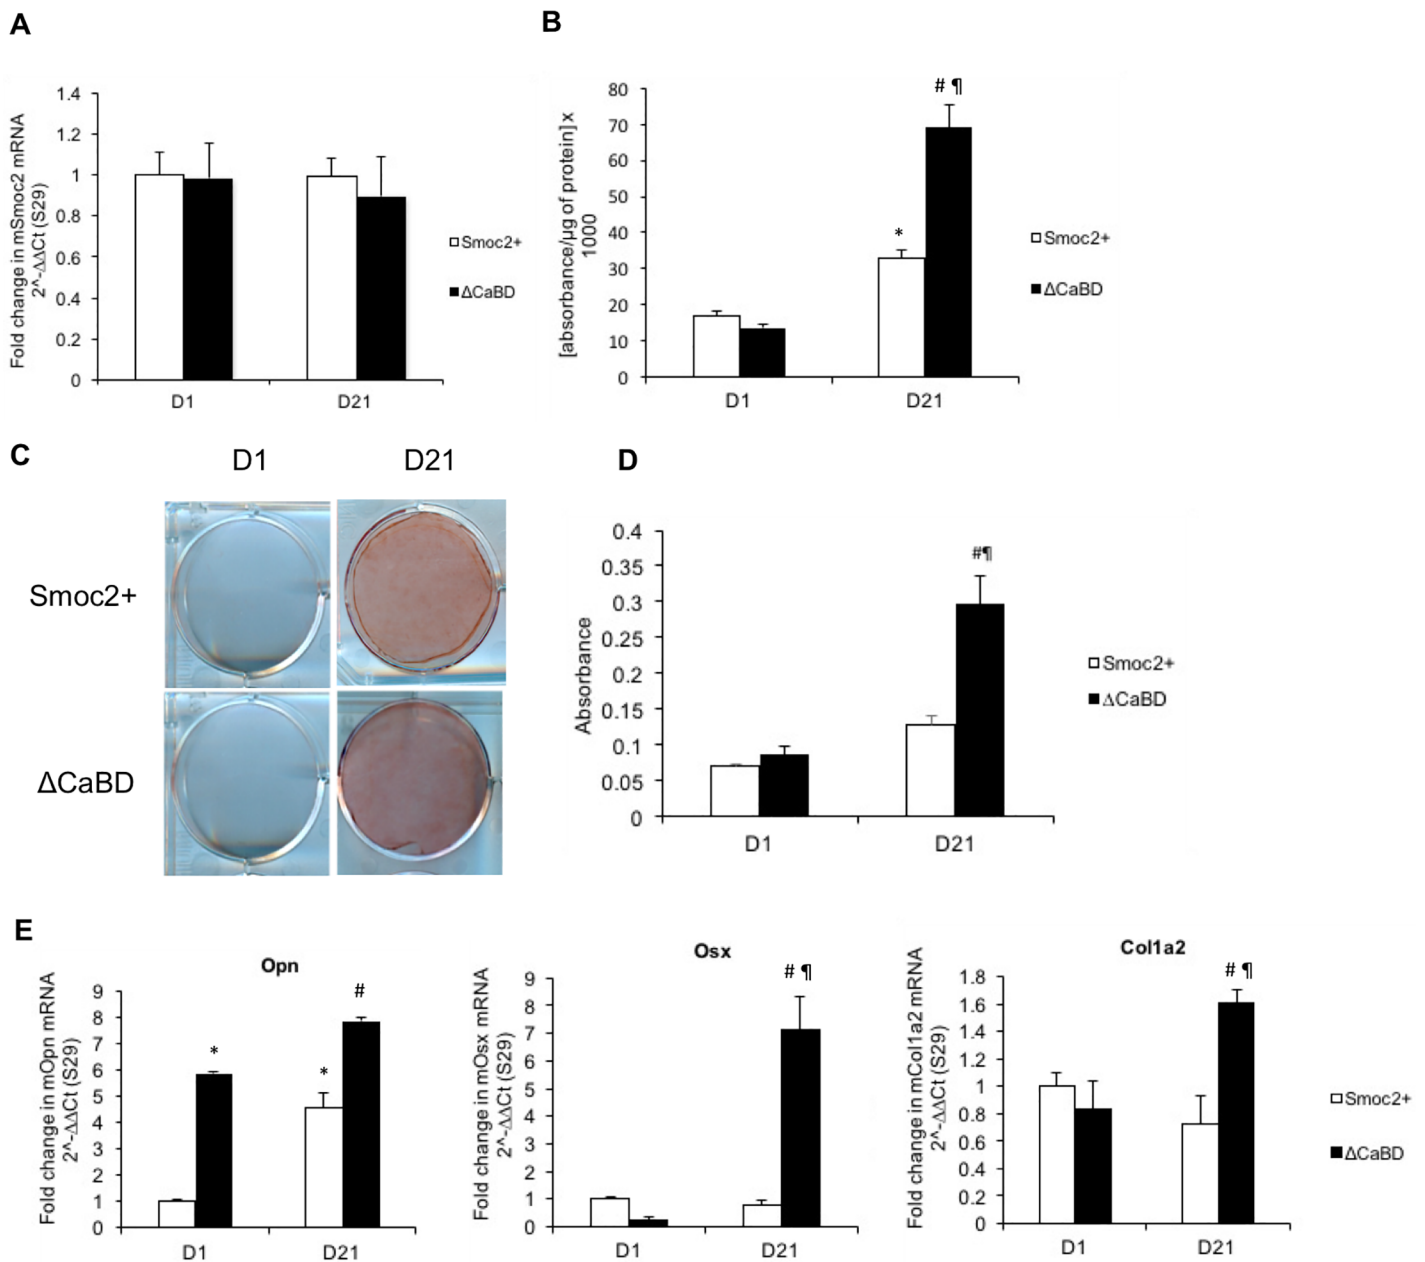 A
B
Fold change in mSmoc2 mRNA
2^-ΔΔCt (S29)
1.4
1.2
1
0.8
0.6
0.4
0.2
0
D1
D21
Smoc2+
ΔCaBD
[absorbance/µg of protein] x
1000
80
70
60
50
40
30
20
10
0
*
# ¶
D1
D21
Smoc2+
ΔCaBD
C
D1
D21
Smoc2+
ΔCaBD
D
Absorbance
0.4
0.35
0.3
0.25
0.2
0.15
0.1
0.05
0
#¶
D1
D21
Smoc2+
ΔCaBD
E
Opn
Fold change in mOpn mRNA
2^-ΔΔCt (S29)
9
8
7
6
5
4
3
2
1
0
*
*
#
D1
D21
Osx
Fold change in mOsx mRNA
2^-ΔΔCt (S29)
9
8
7
6
5
4
3
2
1
0
# ¶
D1
D21
Col1a2
Fold change in mCol1a2 mRNA
2^-ΔΔCt (S29)
1.8
1.6
1.4
1.2
1
0.8
0.6
0.4
0.2
0
# ¶
D1
D21
Smoc2+
ΔCaBD